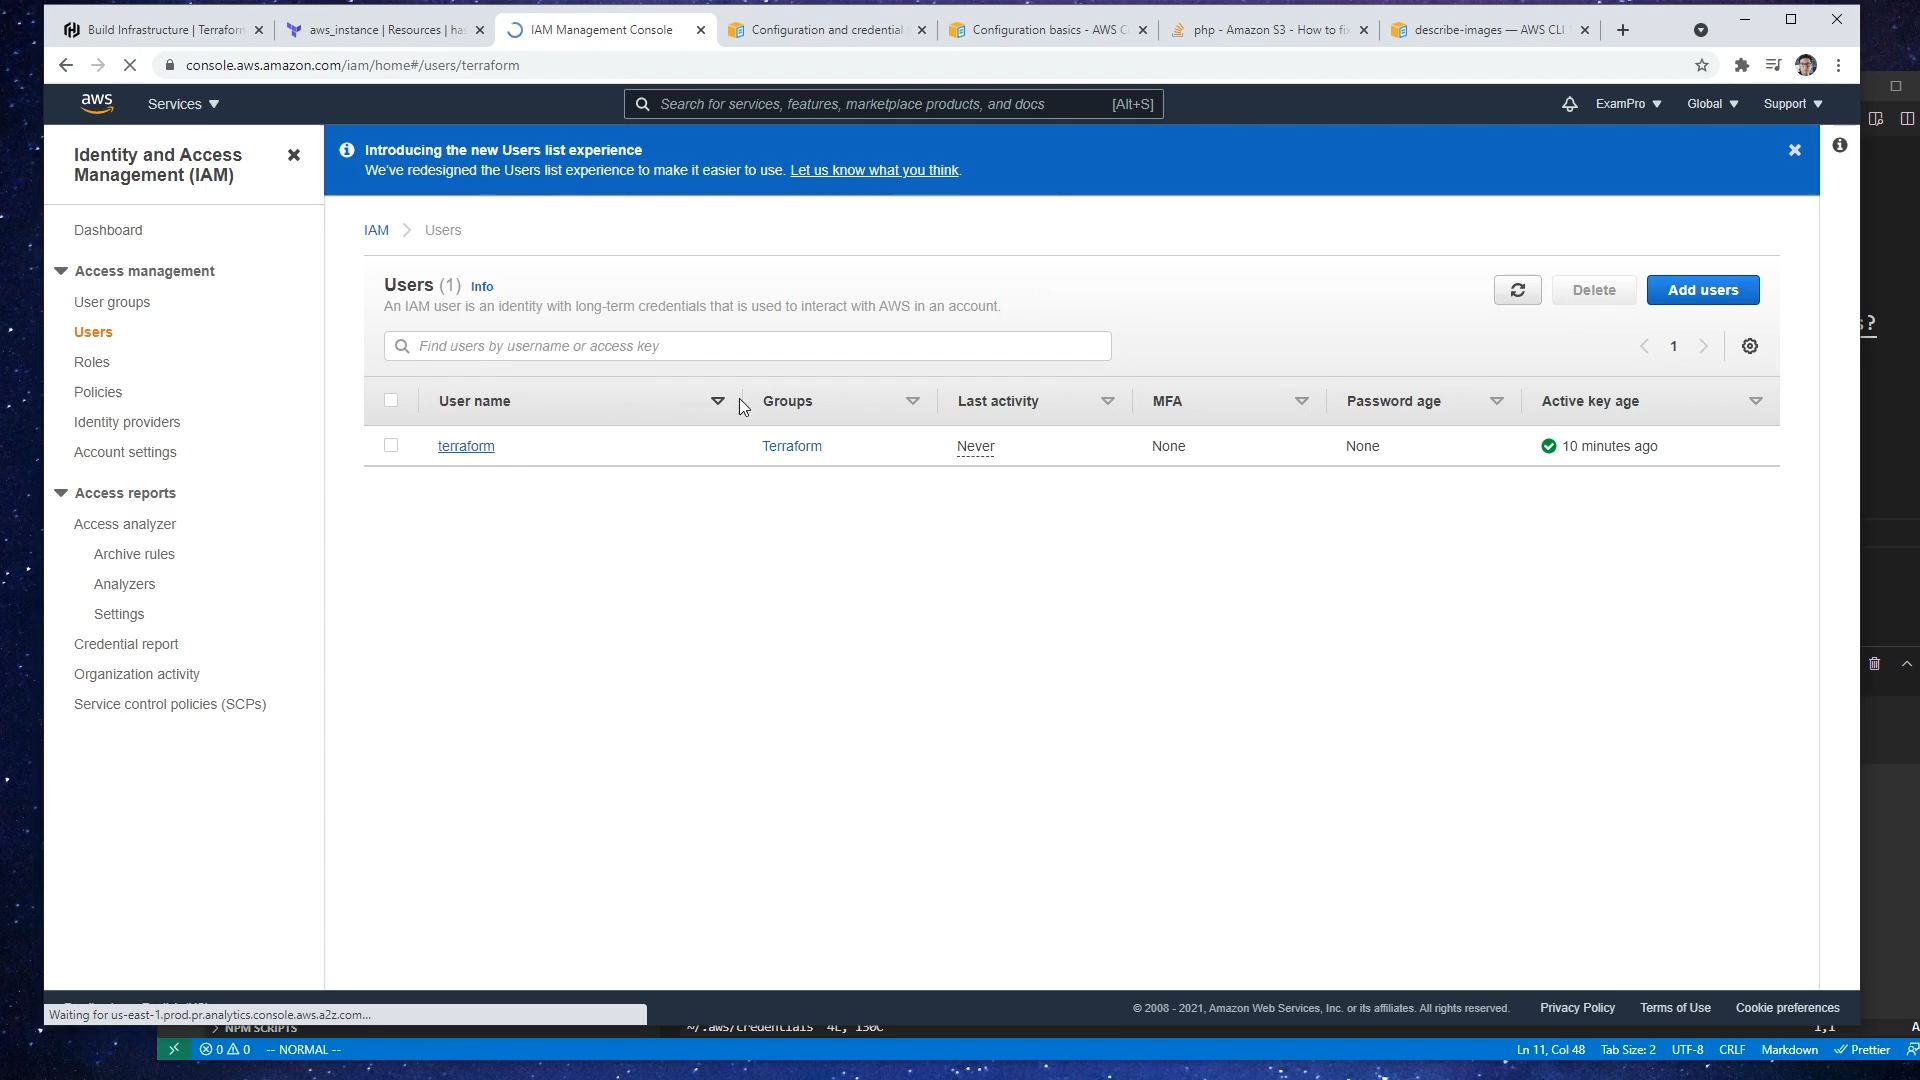 Build Infrastructure | Terraform
aws_instance | Resources | ha
IAM Management Console
Configuration and credential
Configuration basics - AWS C
php - Amazon S3 - How to fix
describe-images — AWS CLI
console.aws.amazon.com/iam/home#/users/terraform
aws
Services
Search for services, features, marketplace products, and docs
[Alt+S]
ExamPro
Global
Support
Identity and Access
Management (IAM)
Dashboard
Access management
User groups
Users
Roles
Policies
Identity providers
Account settings
Access reports
Access analyzer
Archive rules
Analyzers
Settings
Credential report
Organization activity
Service control policies (SCPs)
Introducing the new Users list experience
We've redesigned the Users list experience to make it easier to use. Let us know what you think.
IAM
Users
Users (1) Info
An IAM user is an identity with long-term credentials that is used to interact with AWS in an account.
Delete
Add users
Find users by username or access key
1
User name
Groups
Last activity
MFA
Password age
Active key age
terraform
Terraform
Never
None
None
10 minutes ago
s?
© 2008 - 2021, Amazon Web Services, Inc. or its affiliates. All rights reserved.
Privacy Policy
Terms of Use
Cookie preferences
Waiting for us-east-1.prod.pr.analytics.console.aws.a2z.com...
NPM SCRIPTS
~/.aws/credentials" 4L, 130C
1,1
A
0 0
-- NORMAL --
Ln 11, Col 48
Tab Size: 2
UTF-8
CRLF
Markdown
Prettier